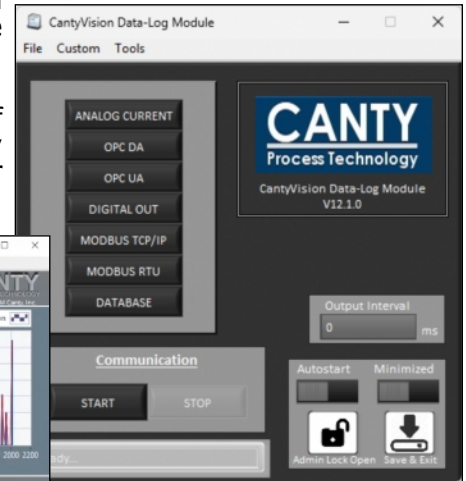 CantyVision Data-Log Module
File Custom Tools
ANALOG CURRENT
OPC DA
OPC UA
DIGITAL OUT
MODBUS TCP/IP
MODBUS RTU
DATABASE
CANTY
Process Technology
CantyVision Data-Log Module
V12.1.0
Output Interval
0 ms
Communication
START STOP
Autostart Minimized
Admin Lock Open Save & Exit
2000 2200